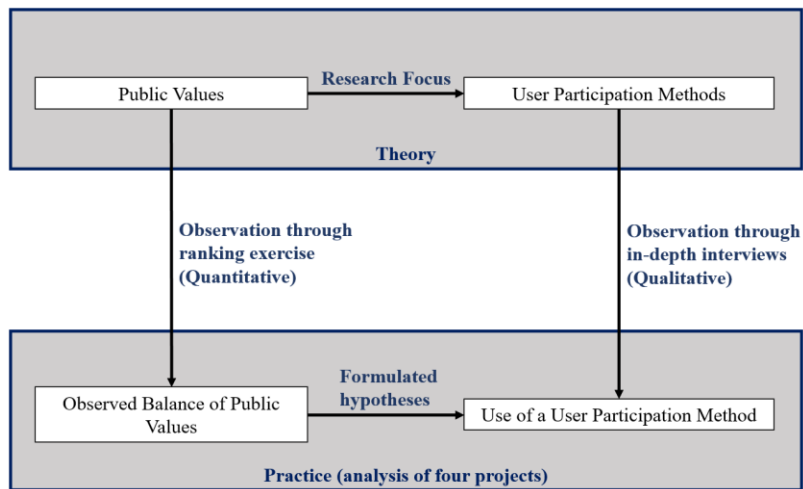 Research Focus
Public Values
User Participation Methods
Theory
Observation through
ranking exercise
(Quantitative)
Observation through
in-depth interviews
(Qualitative)
Formulated
hypotheses
Observed Balance of Public
Values
Use of a User Participation Method
Practice (analysis of four projects)